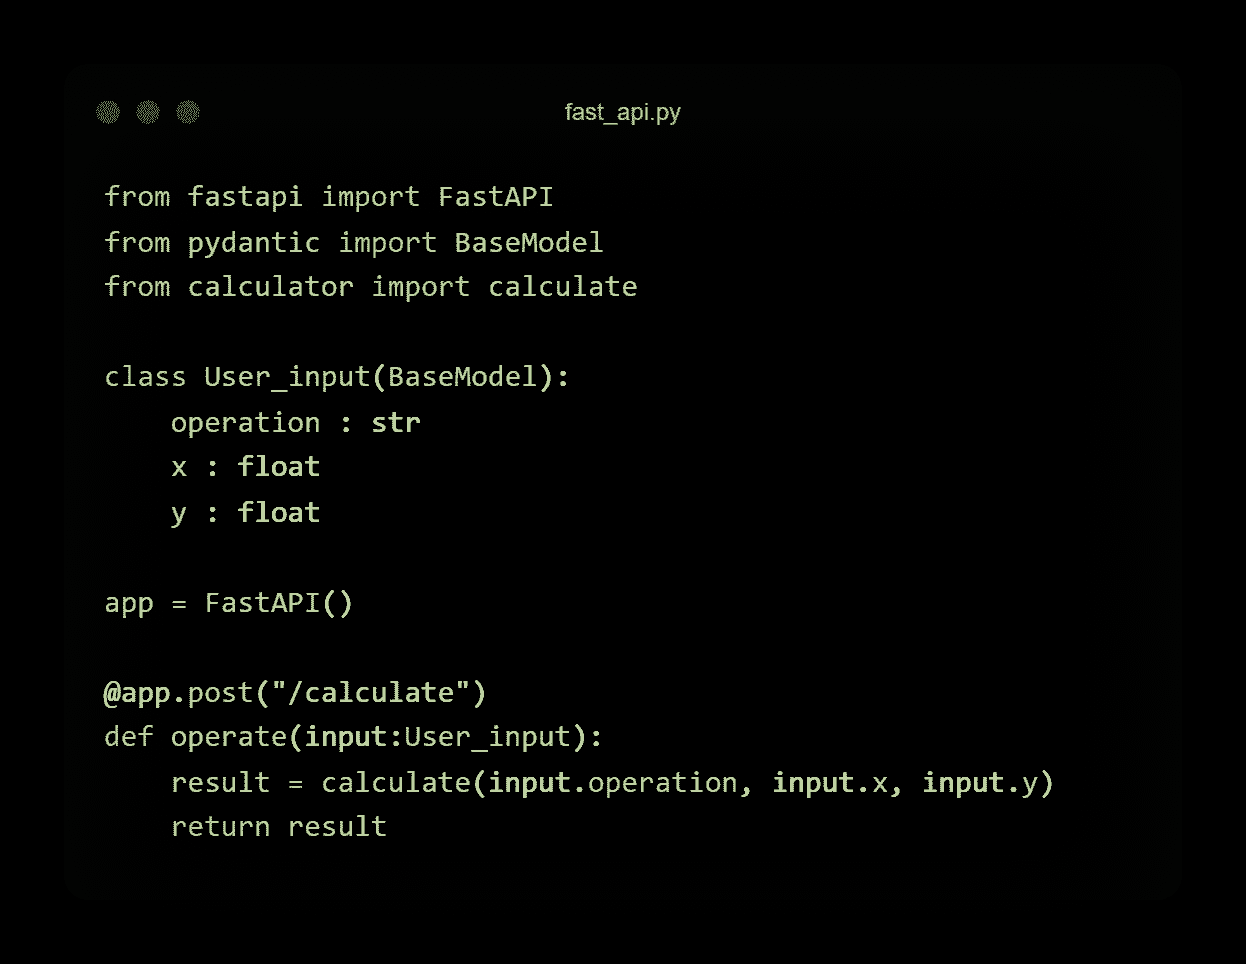 fast_api.py
from fastapi import FastAPI
from pydantic import BaseModel
from calculator import calculate
class User_input(BaseModel):
    operation : str
    x : float
    y : float
app = FastAPI()
@app.post("/calculate")
def operate(input:User_input):
    result = calculate(input.operation, input.x, input.y)
    return result